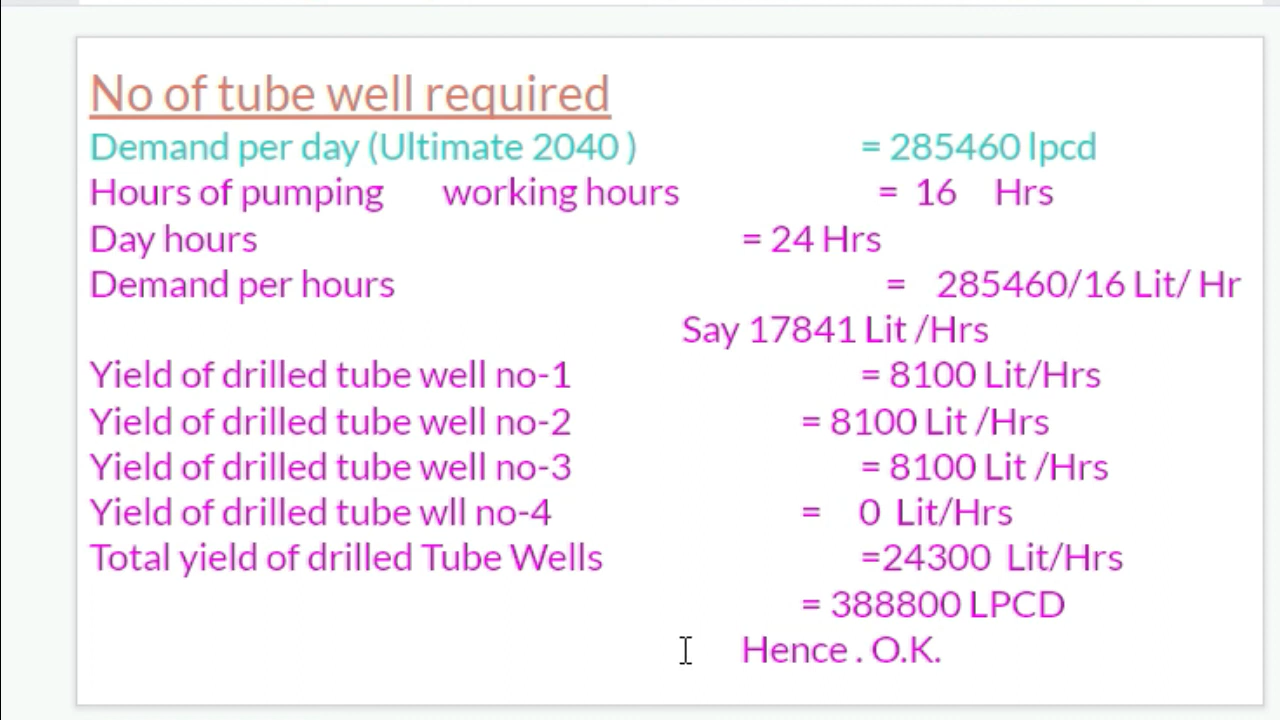 No of tube well required
Demand per day (Ultimate 2040 ) = 285460 lpcd
Hours of pumping working hours = 16 Hrs
Day hours = 24 Hrs
Demand per hours = 285460/16 Lit/ Hr
Say 17841 Lit /Hrs
Yield of drilled tube well no-1 = 8100 Lit/Hrs
Yield of drilled tube well no-2 = 8100 Lit /Hrs
Yield of drilled tube well no-3 = 8100 Lit /Hrs
Yield of drilled tube wll no-4 = 0 Lit/Hrs
Total yield of drilled Tube Wells =24300 Lit/Hrs
= 388800 LPCD
Hence . O.K.